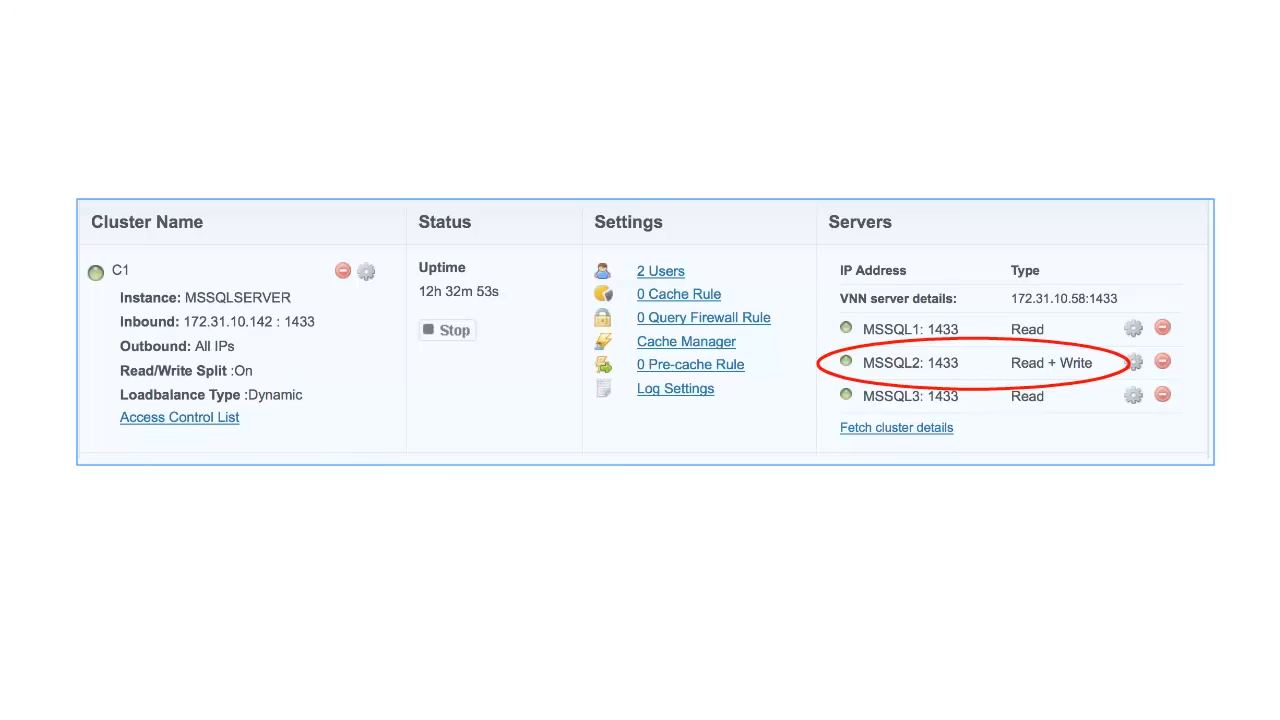 Cluster Name
Status
Settings
Servers
C1
Instance: MSSQLSERVER
Inbound: 172.31.10.142 : 1433
Outbound: All IPs
Read/Write Split :On
Loadbalance Type :Dynamic
Access Control List
Uptime
12h 32m 53s
Stop
2 Users
0 Cache Rule
0 Query Firewall Rule
Cache Manager
0 Pre-cache Rule
Log Settings
IP Address Type
VNN server details: 172.31.10.58:1433
MSSQL1: 1433 Read
MSSQL2: 1433 Read + Write
MSSQL3: 1433 Read
Fetch cluster details